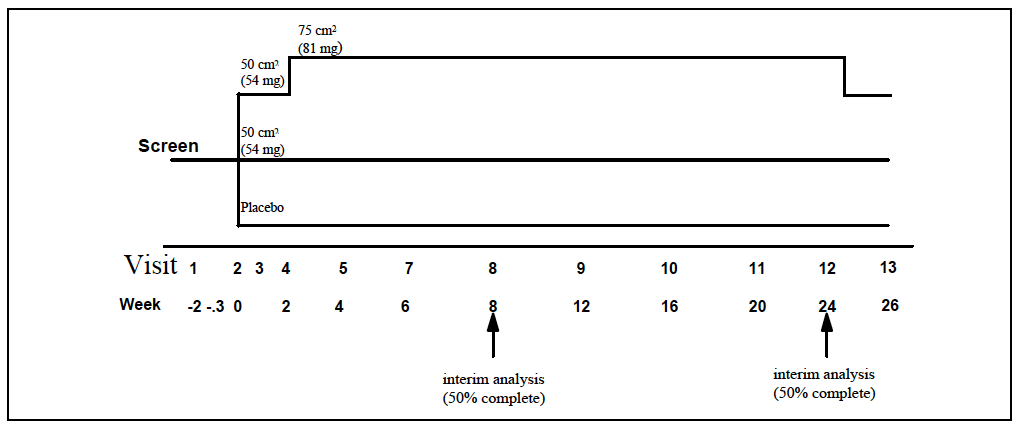 75 cm²
(81 mg)
50 cm²
(54 mg)
50 cm²
(54 mg)
Screen
Placebo
Visit 1 2 3 4 5 7 8 9 10 11 12 13
Week -2 -.3 0 2 4 6 8 12 16 20 24 26
interim analysis
(50% complete)
interim analysis
(50% complete)